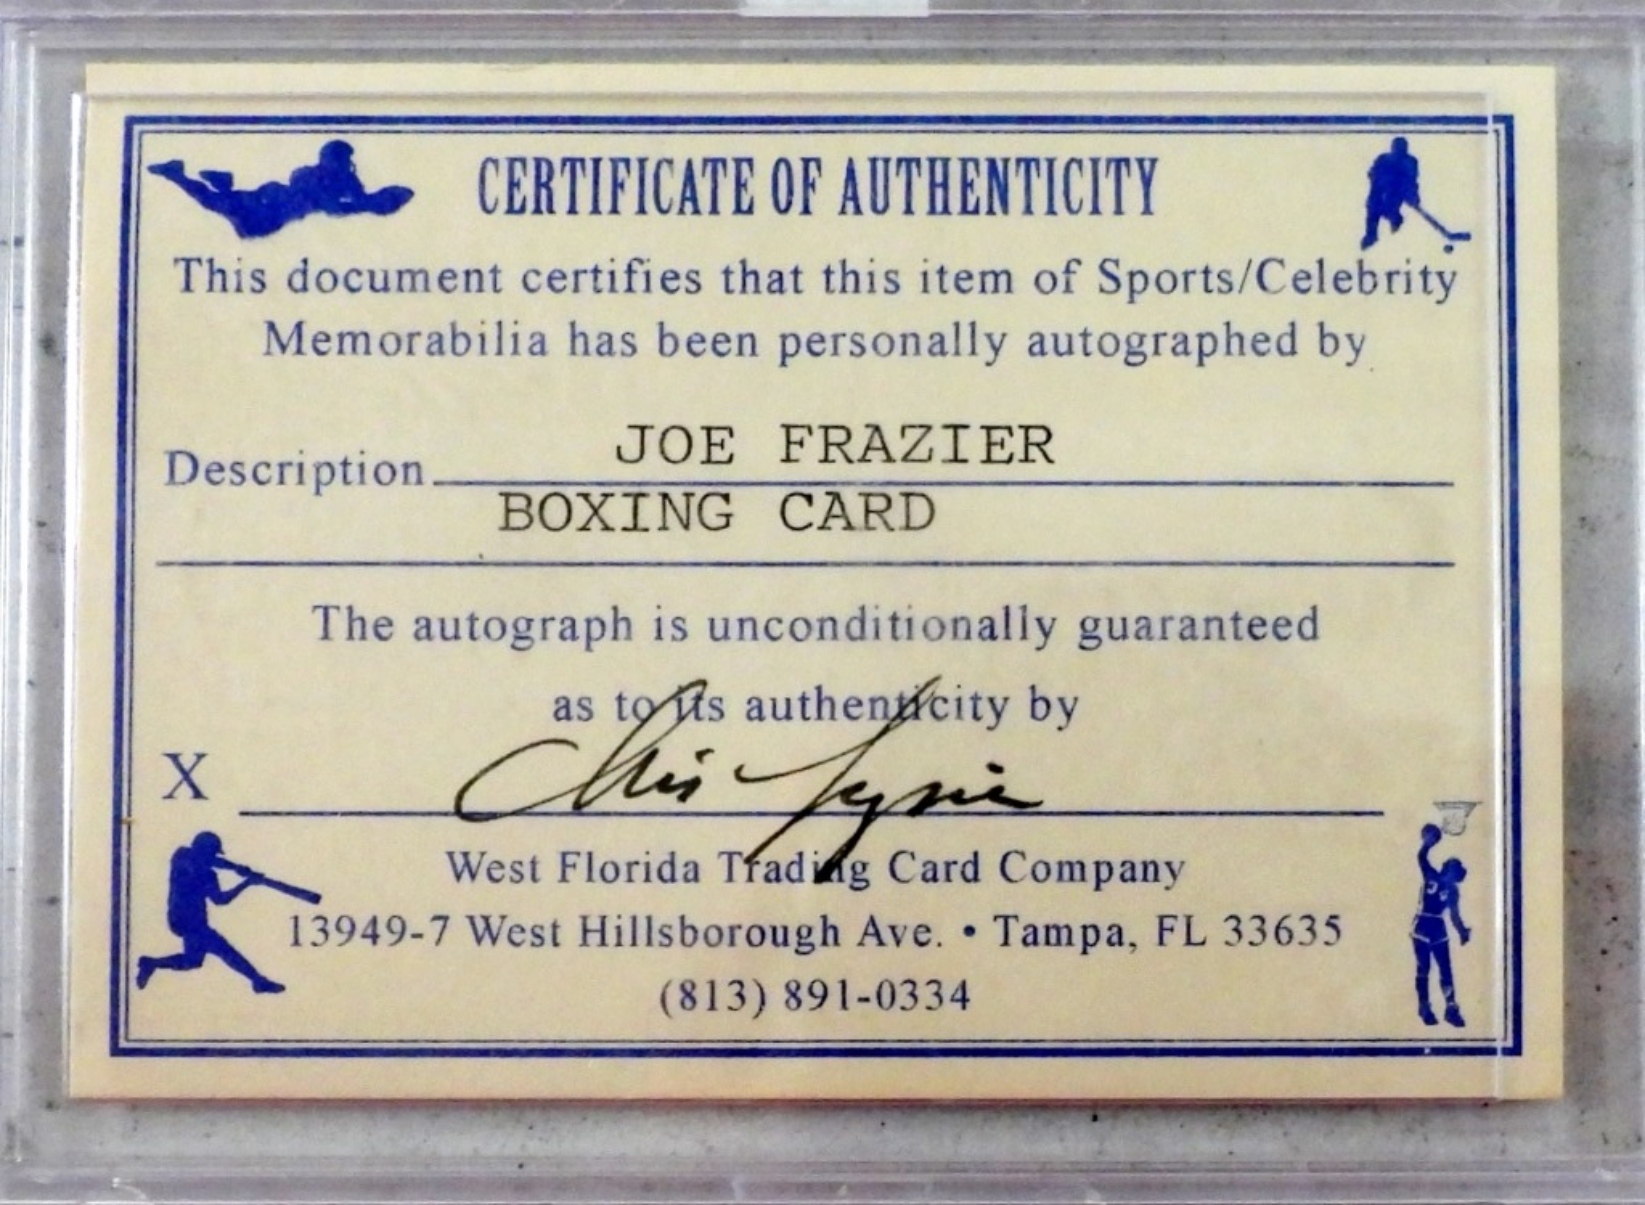 CERTIFICATE OF AUTHENTICITY
This document certifies that this item of Sports/Celebrity
Memorabilia has been personally autographed by
JOE FRAZIER
Description
BOXING CARD
The autograph is unconditionally guaranteed
as to its authenticity by
X Chris
West Florida Trading Card Company
13949-7 West Hillsborough Ave. • Tampa, FL 33635
(813) 891-0334